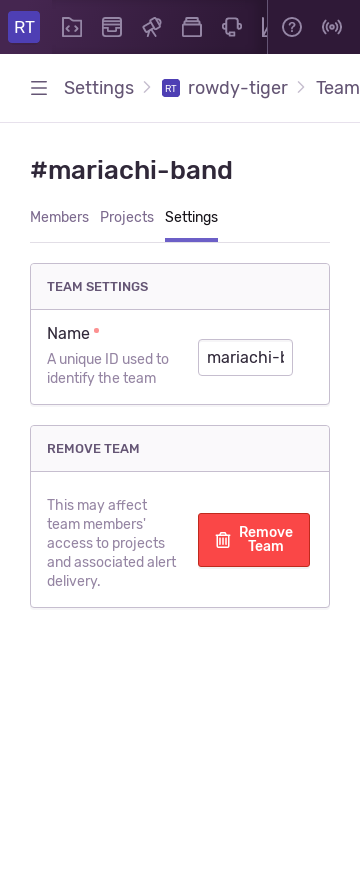 RT
Settings RT rowdy-tiger Team
#mariachi-band
Members Projects Settings
TEAM SETTINGS
Name *
A unique ID used to
identify the team
mariachi-b
REMOVE TEAM
This may affect
team members'
access to projects
and associated alert
delivery.
Remove
Team